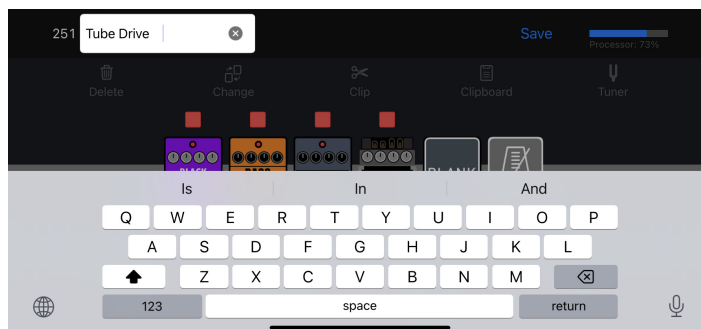 251 Tube Drive Save
Processor: 73%
Delete Change Clip Clipboard Tuner
BLACK BASS BLANK
Is In And
Q W E R T Y U I O P
A S D F G H J K L
Z X C V B N M
123 space return